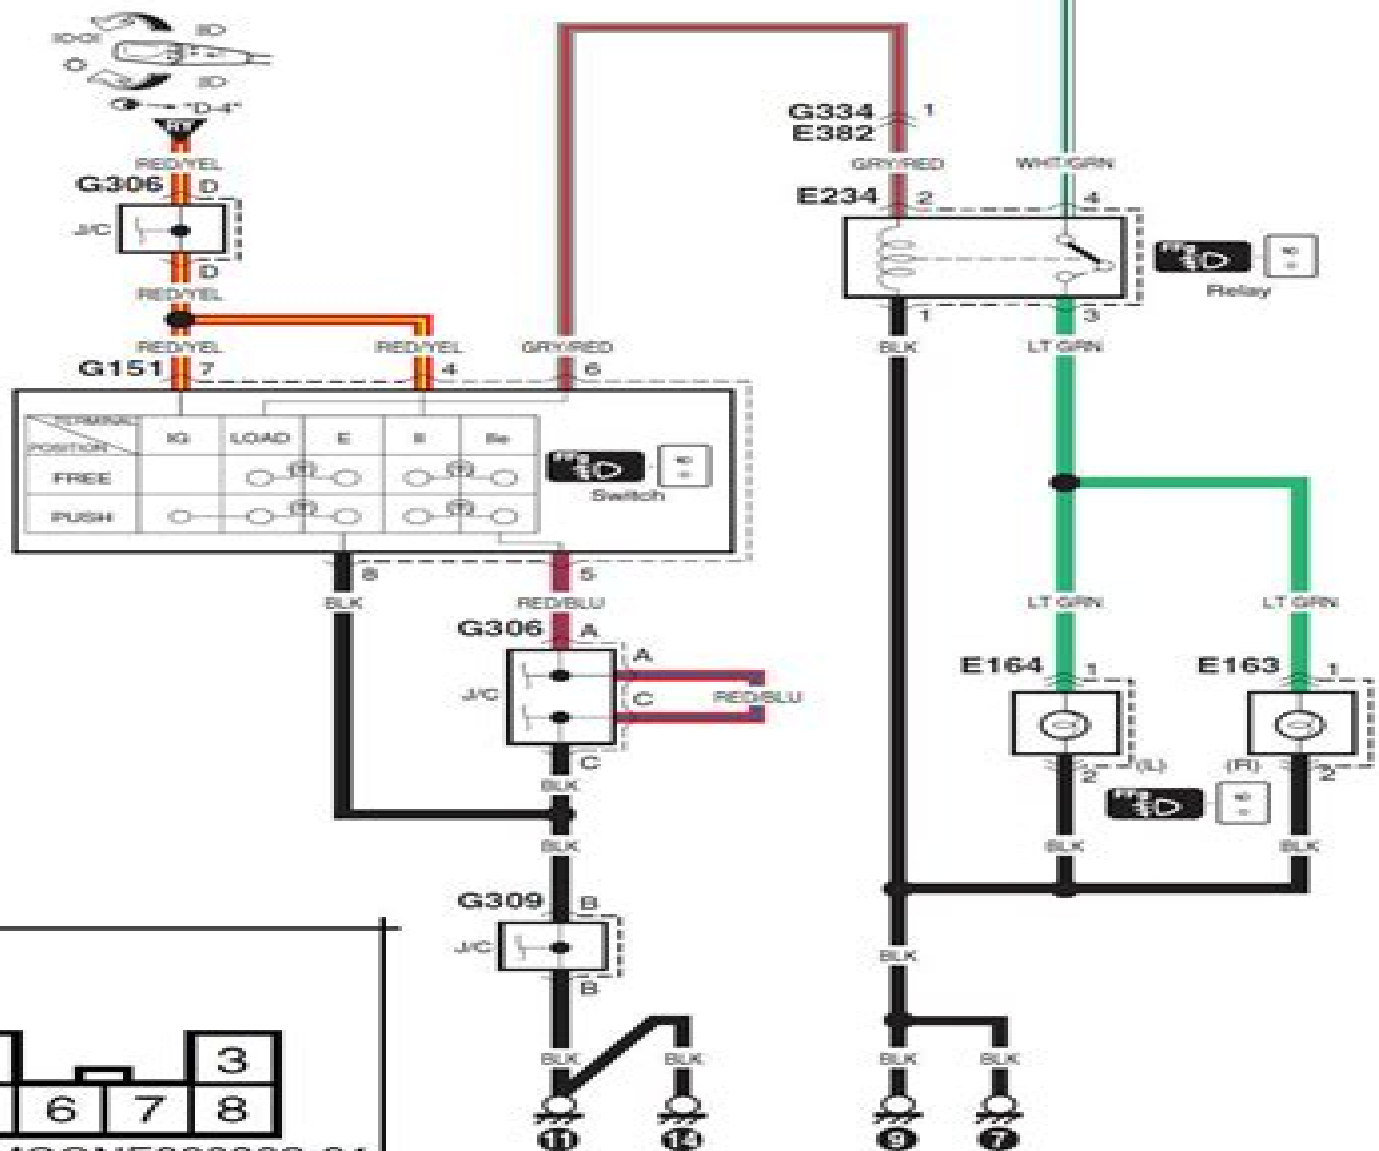 "D-4"
RED/YEL
G306 D
J/C
D
RED/YEL
RED/YEL
RED/YEL
GRY/RED
G151 7
4
6
TERMINAL
POSITION
IG
LOAD
E
FREE
PUSH
Switch
8
5
BLK
RED/BLU
G306 A
A
J/C
C
RED/BLU
C
BLK
BLK
G309 B
J/C
B
BLK
BLK
11
G334 1
E382
GRY/RED
WHT/GRN
E234 2
4
Relay
1
3
BLK
LT GRN
LT GRN
LT GRN
E164 1
E163 1
2
(L)
(R)
2
BLK
BLK
BLK
BLK
BLK
9
7
3
6
7
8